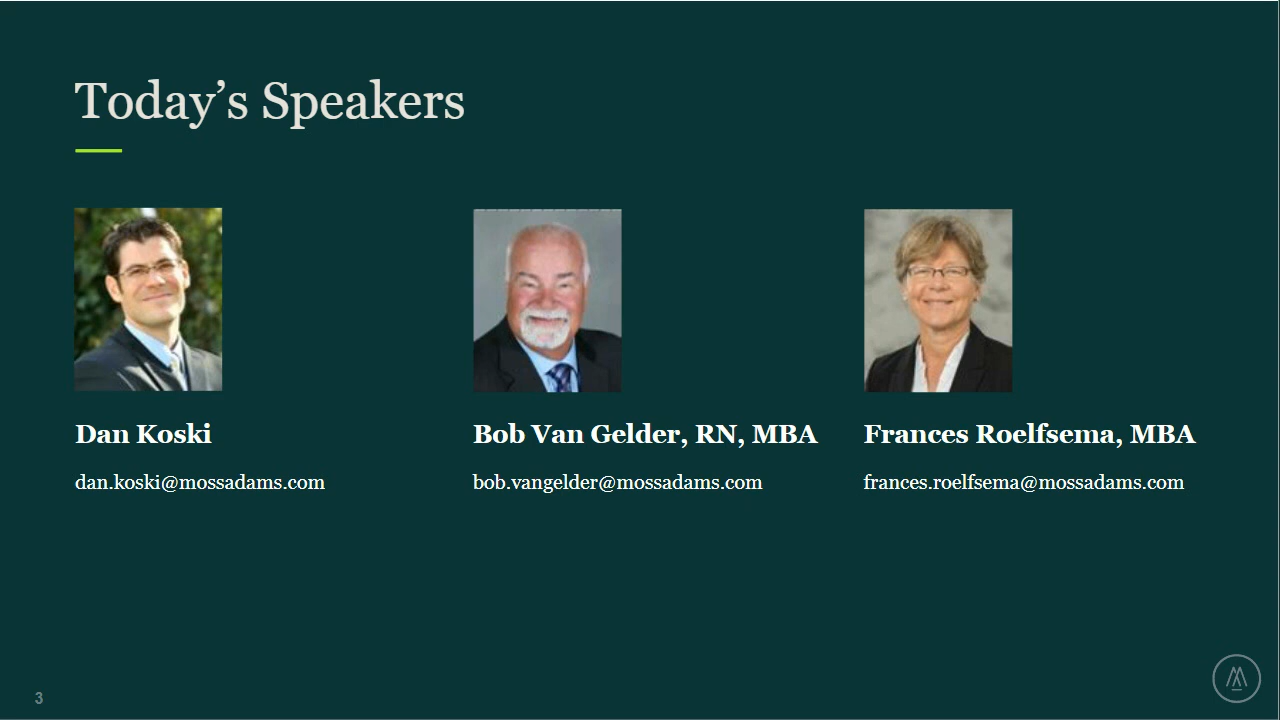 Today’s Speakers
Dan Koski
Bob Van Gelder, RN, MBA
Frances Roelfsema, MBA
dan.koski@mossadams.com
bob.vangelder@mossadams.com
frances.roelfsema@mossadams.com
3